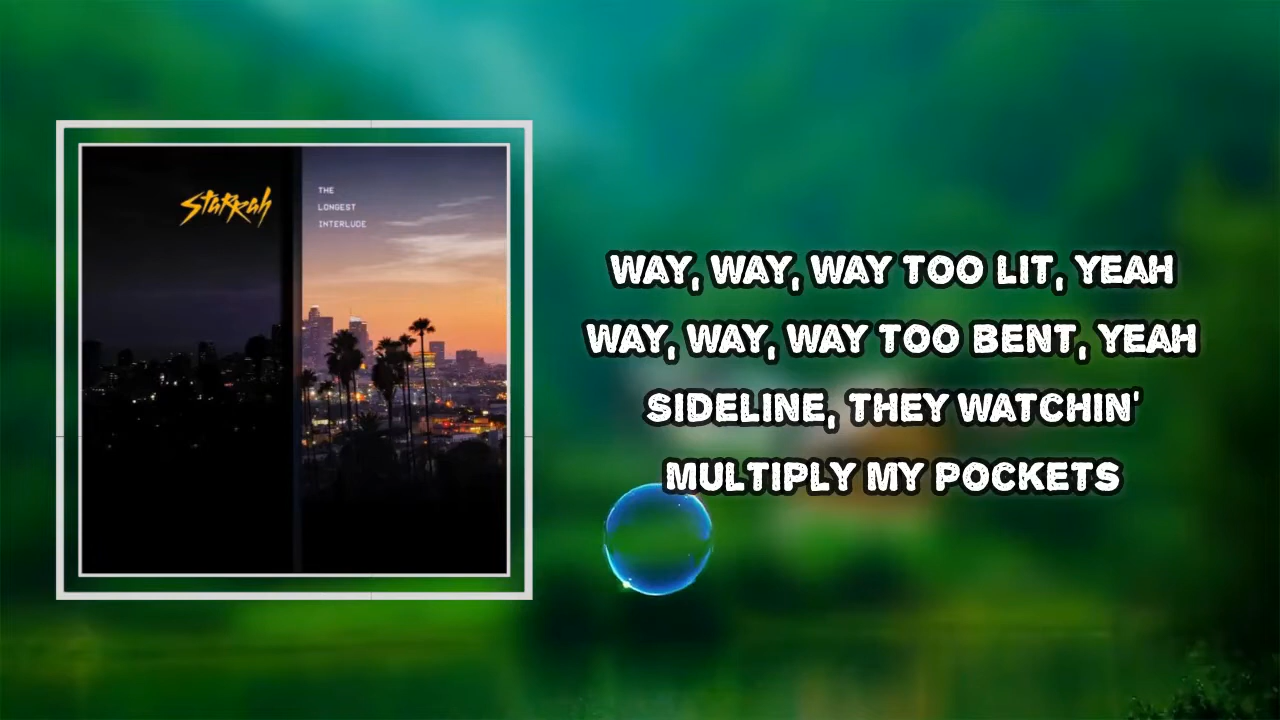 Starrah
THE
LONGEST
INTERLUDE
WAY, WAY, WAY TOO LIT, YEAH
WAY, WAY, WAY TOO BENT, YEAH
SIDELINE, THEY WATCHIN'
MULTIPLY MY POCKETS